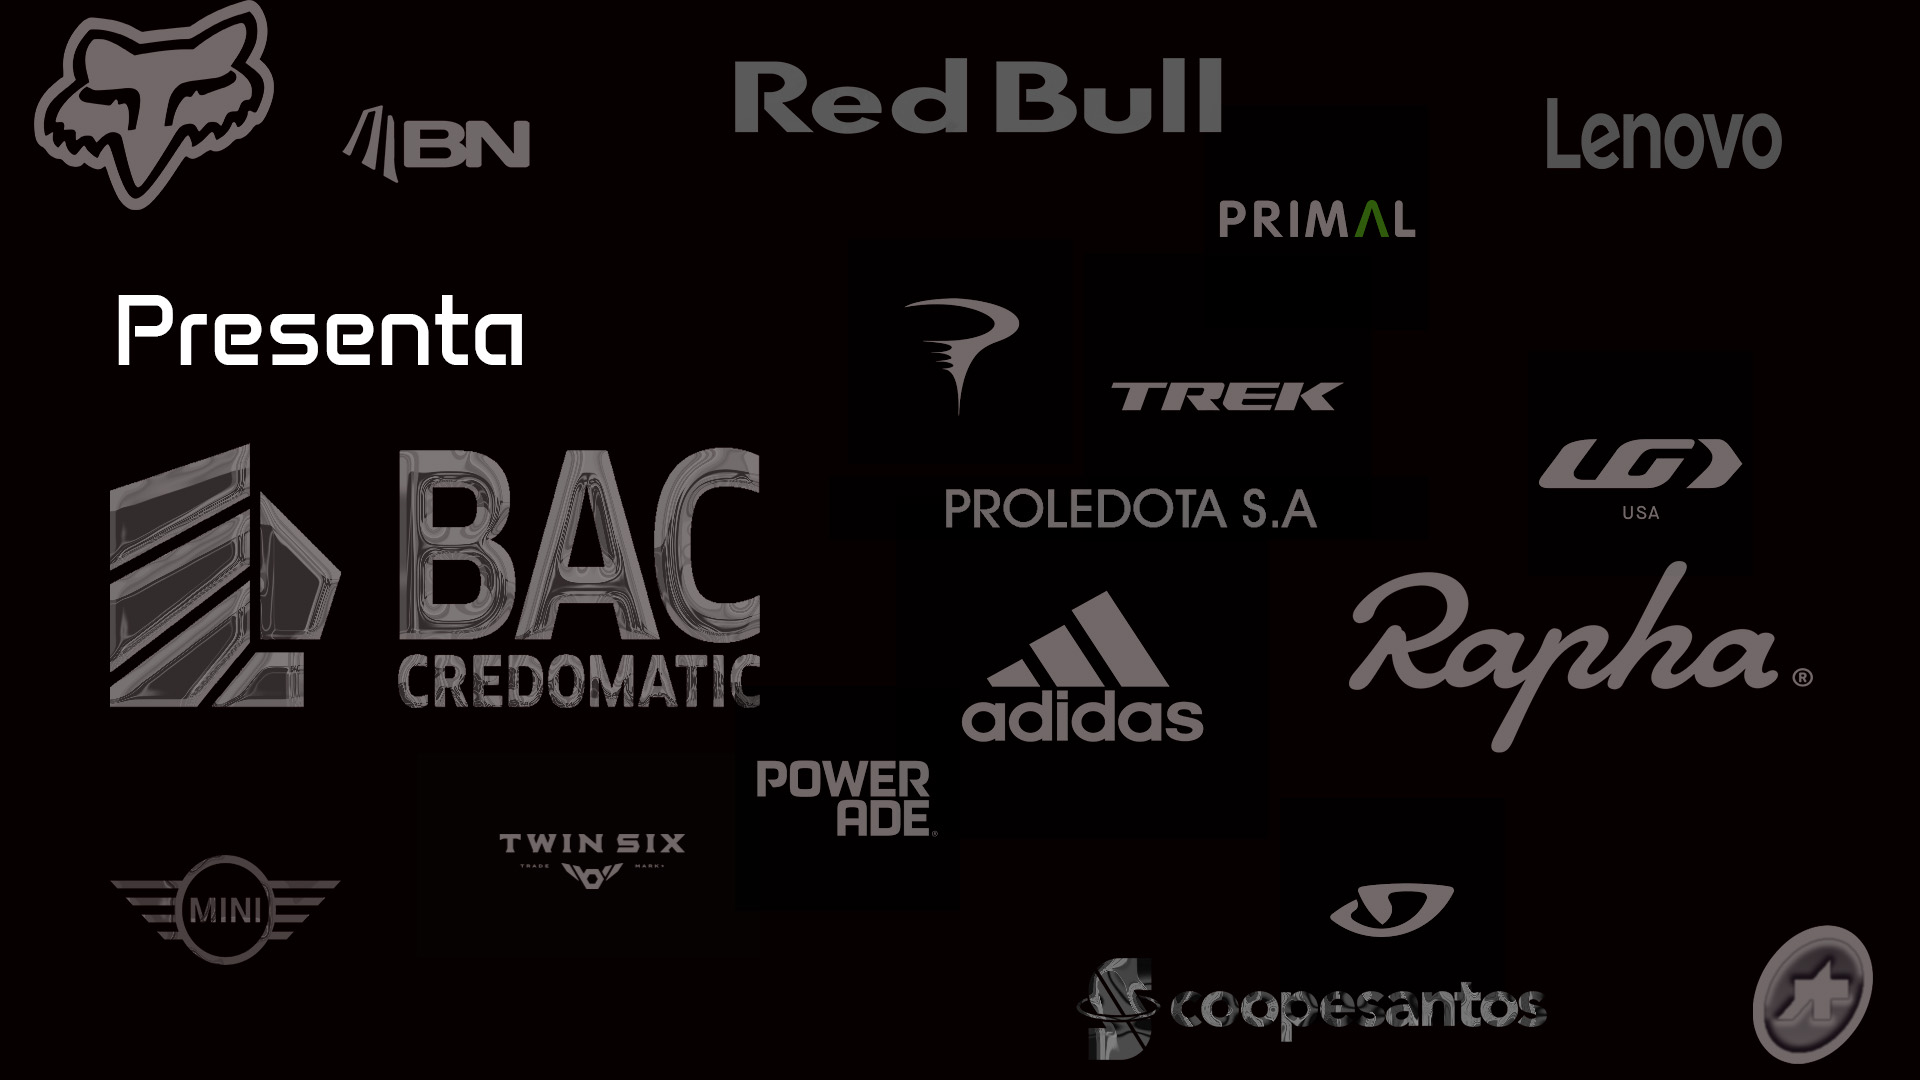 BN
Red Bull
Lenovo
PRIMAL
Presenta
TREK
USA
PROLEDOTA S.A
BAC
CREDOMATIC
Rapha ®
adidas
POWER
ADE®
TWIN SIX
TRADE MARK
MINI
coopesantos